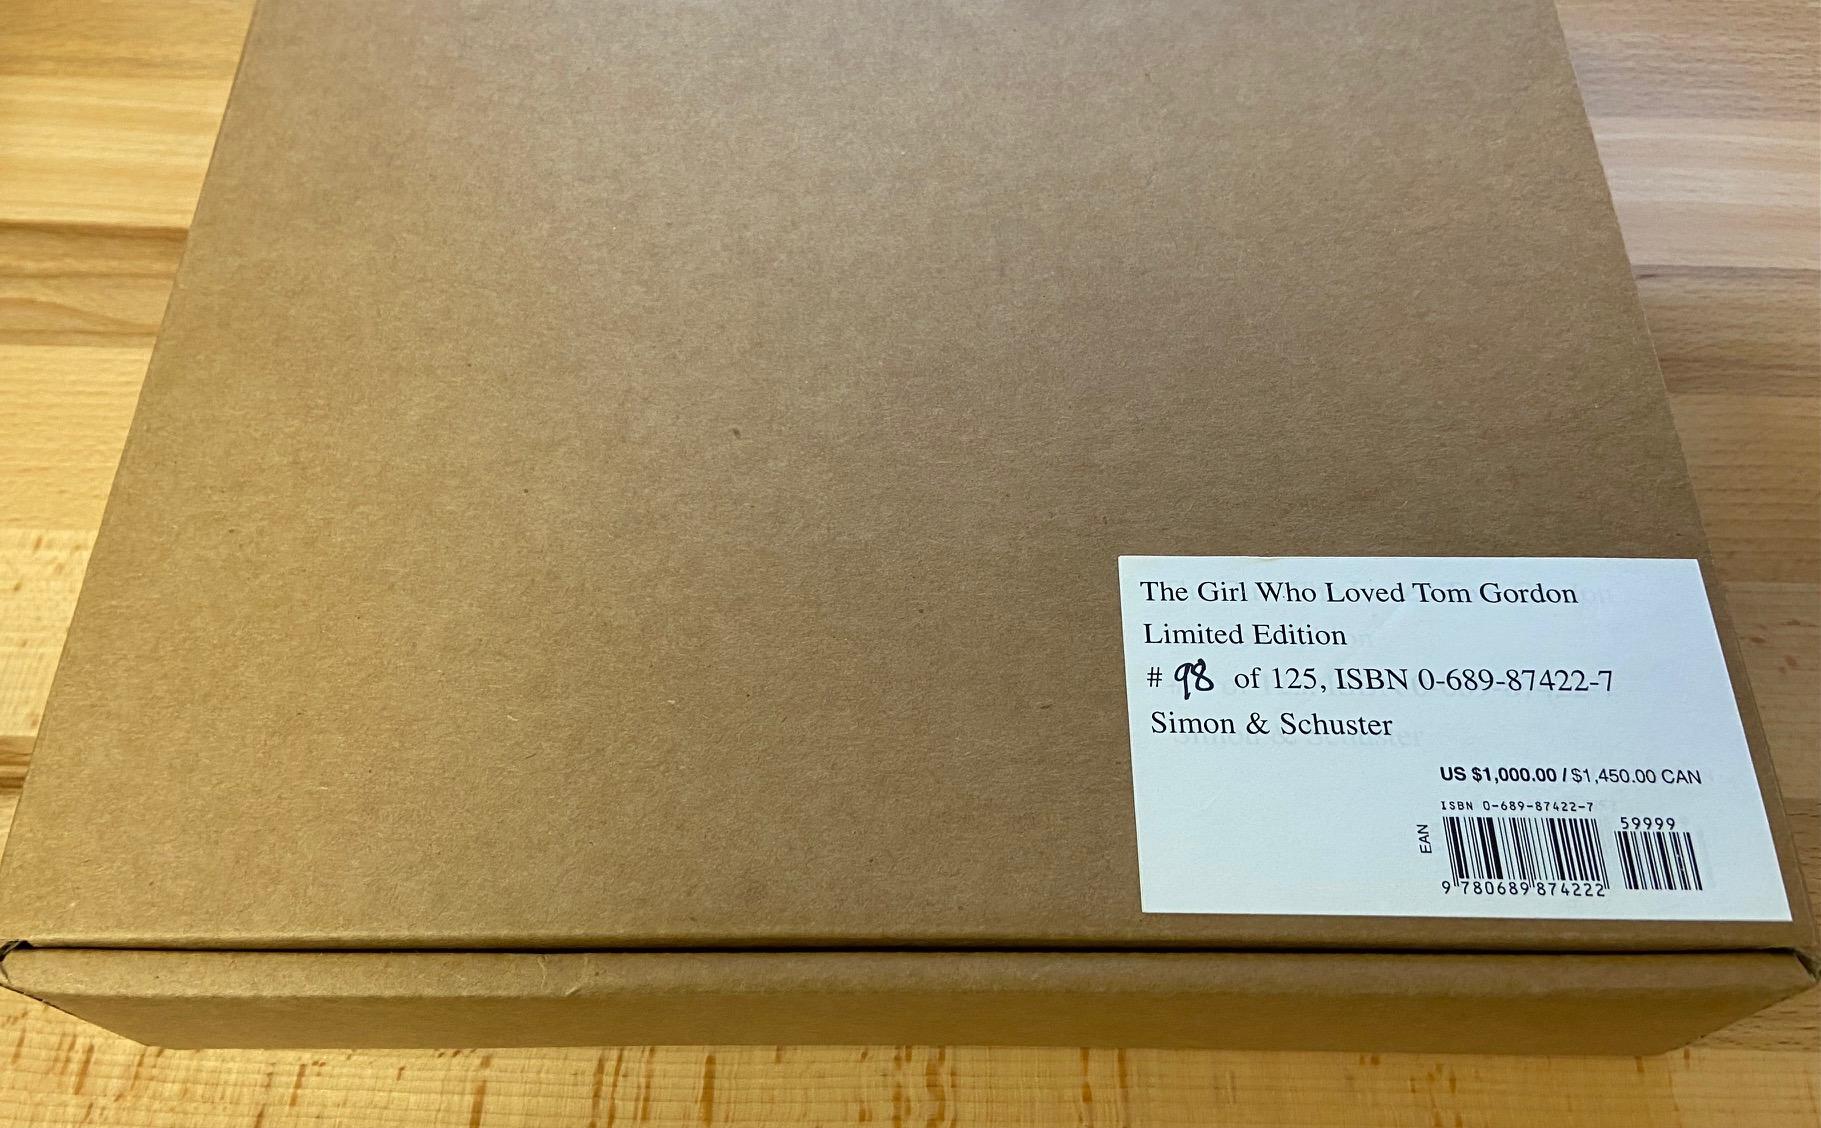 The Girl Who Loved Tom Gordon
Limited Edition
# 98 of 125, ISBN 0-689-87422-7
Simon & Schuster
US $1,000.00 / $1,450.00 CAN
ISBN 0-689-87422-7
59999
EAN
9 780689 874222